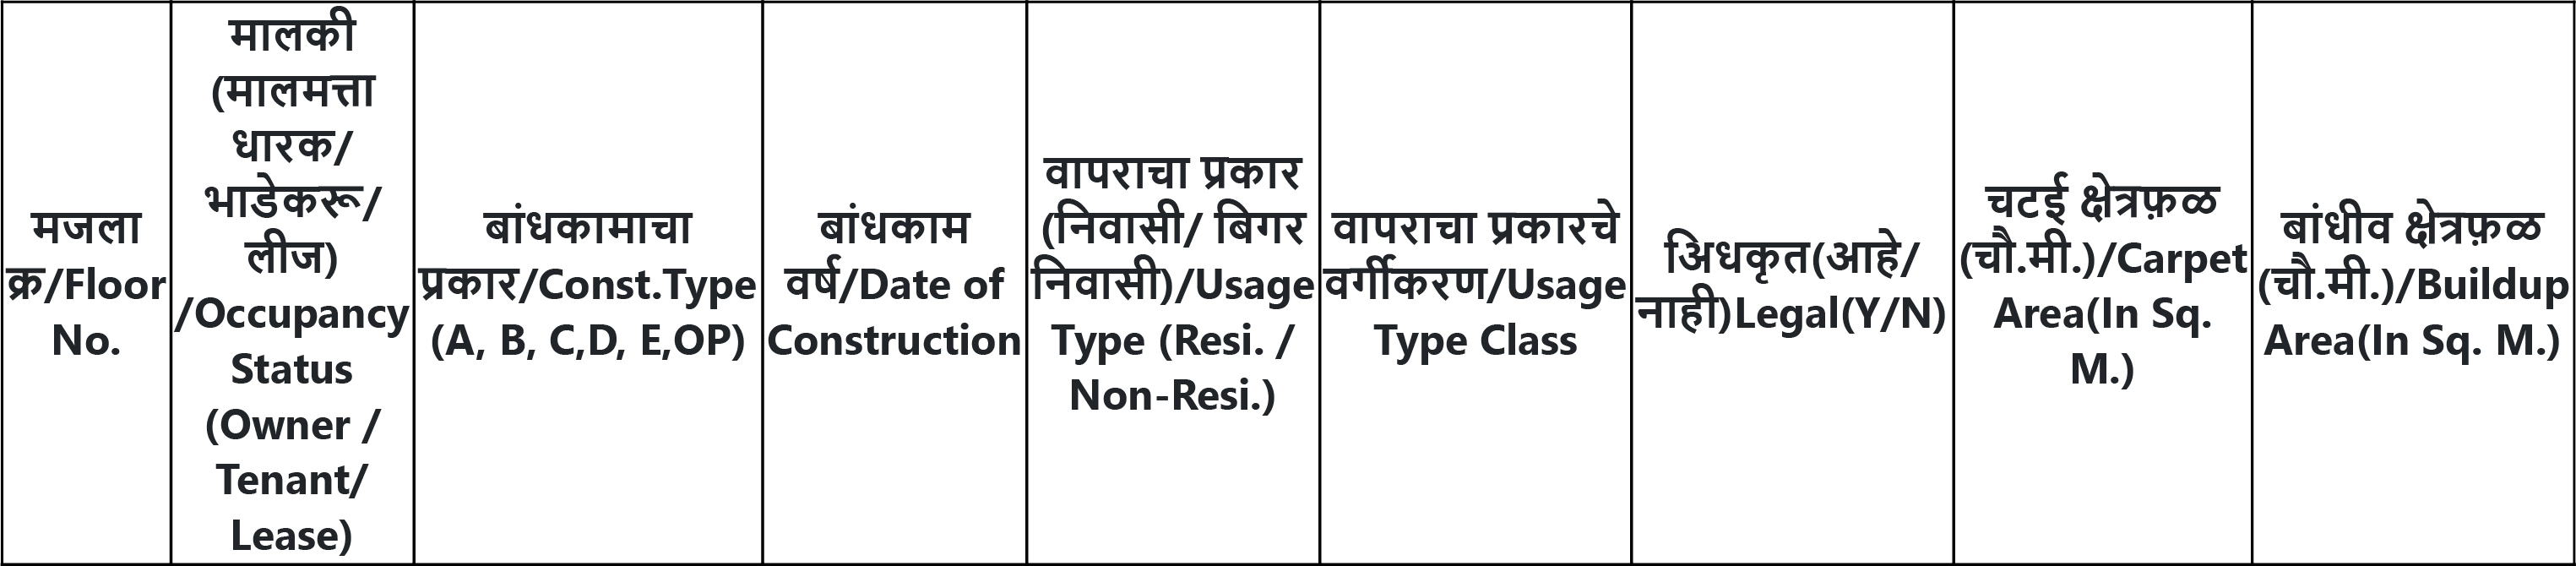 मजला
क्र/Floor
No.
मालकी
(मालमत्ता
धारक/
भाडेकरू/
लीज)
/Occupancy
Status
(Owner /
Tenant/
Lease)
बांधकामाचा
प्रकार/Const.Type
(A, B, C,D, E,OP)
बांधकाम
वर्ष/Date of
Construction
वापराचा प्रकार
(निवासी/ बिगर
निवासी)/Usage
Type (Resi. /
Non-Resi.)
वापराचा प्रकारचे
वर्गीकरण/Usage
Type Class
अिधकृत(आहे/
नाही)Legal(Y/N)
चटई क्षेत्रफ़ळ
(चौ.मी.)/Carpet
Area(In Sq.
M.)
बांधीव क्षेत्रफ़ळ
(चौ.मी.)/Buildup
Area(In Sq. M.)